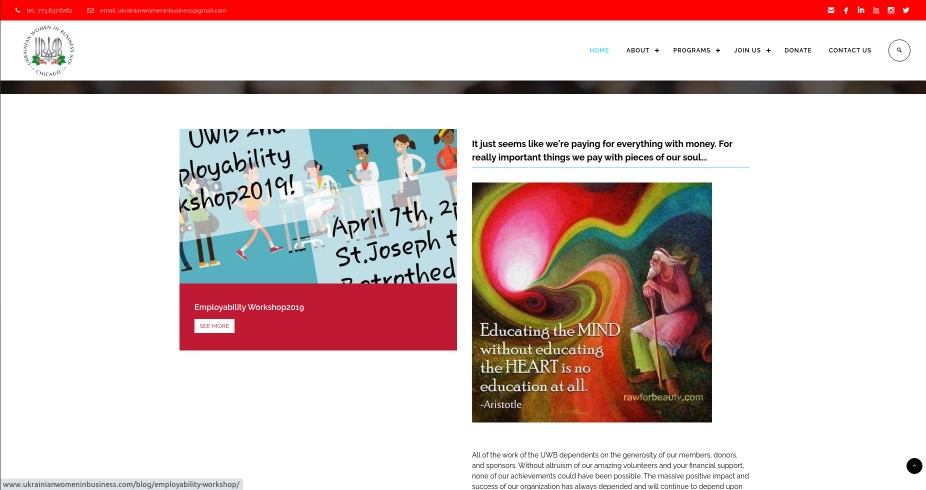 tel.: 773.837.6262 email: ukrainianwomeninbusiness@gmail.com
UKRAINIAN WOMEN IN BUSINESS NFP
CHICAGO
HOME ABOUT + PROGRAMS + JOIN US + DONATE CONTACT US
UWIB 2nd
ployability
kshop2019!
April 7th, 2p
St.Joseph t
Betrothed
Employability Workshop2019
SEE MORE
It just seems like we're paying for everything with money. For
really important things we pay with pieces of our soul...
Educating the MIND
without educating
the HEART is no
education at all.
-Aristotle
rawforbeauty.com
All of the work of the UWB dependents on the generosity of our members, donors,
and sponsors. Without altruism of our amazing volunteers and your financial support,
none of our achievements could have been possible. The massive positive impact and
success of our organization has always depended and will continue to depend upon
www.ukrainianwomeninbusiness.com/blog/employability-workshop/